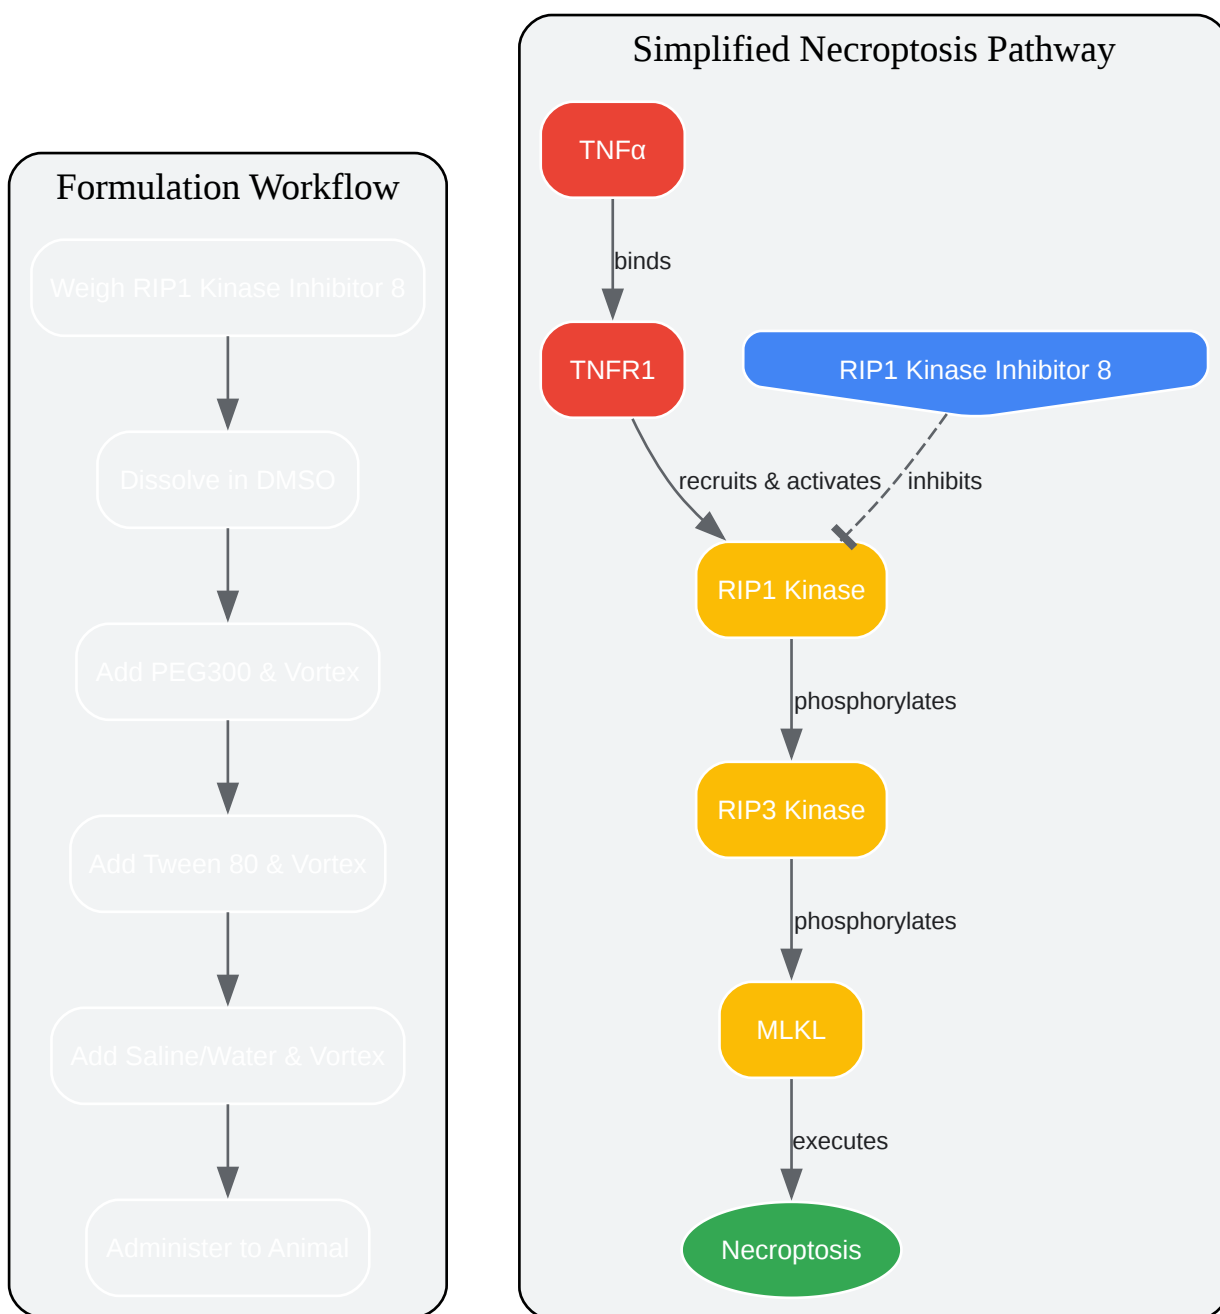 Formulation Workflow
Weigh RIP1 Kinase Inhibitor 8
Dissolve in DMSO
Add PEG300 & Vortex
Add Tween 80 & Vortex
Add Saline/Water & Vortex
Administer to Animal
Simplified Necroptosis Pathway
TNFα
binds
TNFR1
RIP1 Kinase Inhibitor 8
recruits & activates
inhibits
RIP1 Kinase
phosphorylates
RIP3 Kinase
phosphorylates
MLKL
executes
Necroptosis